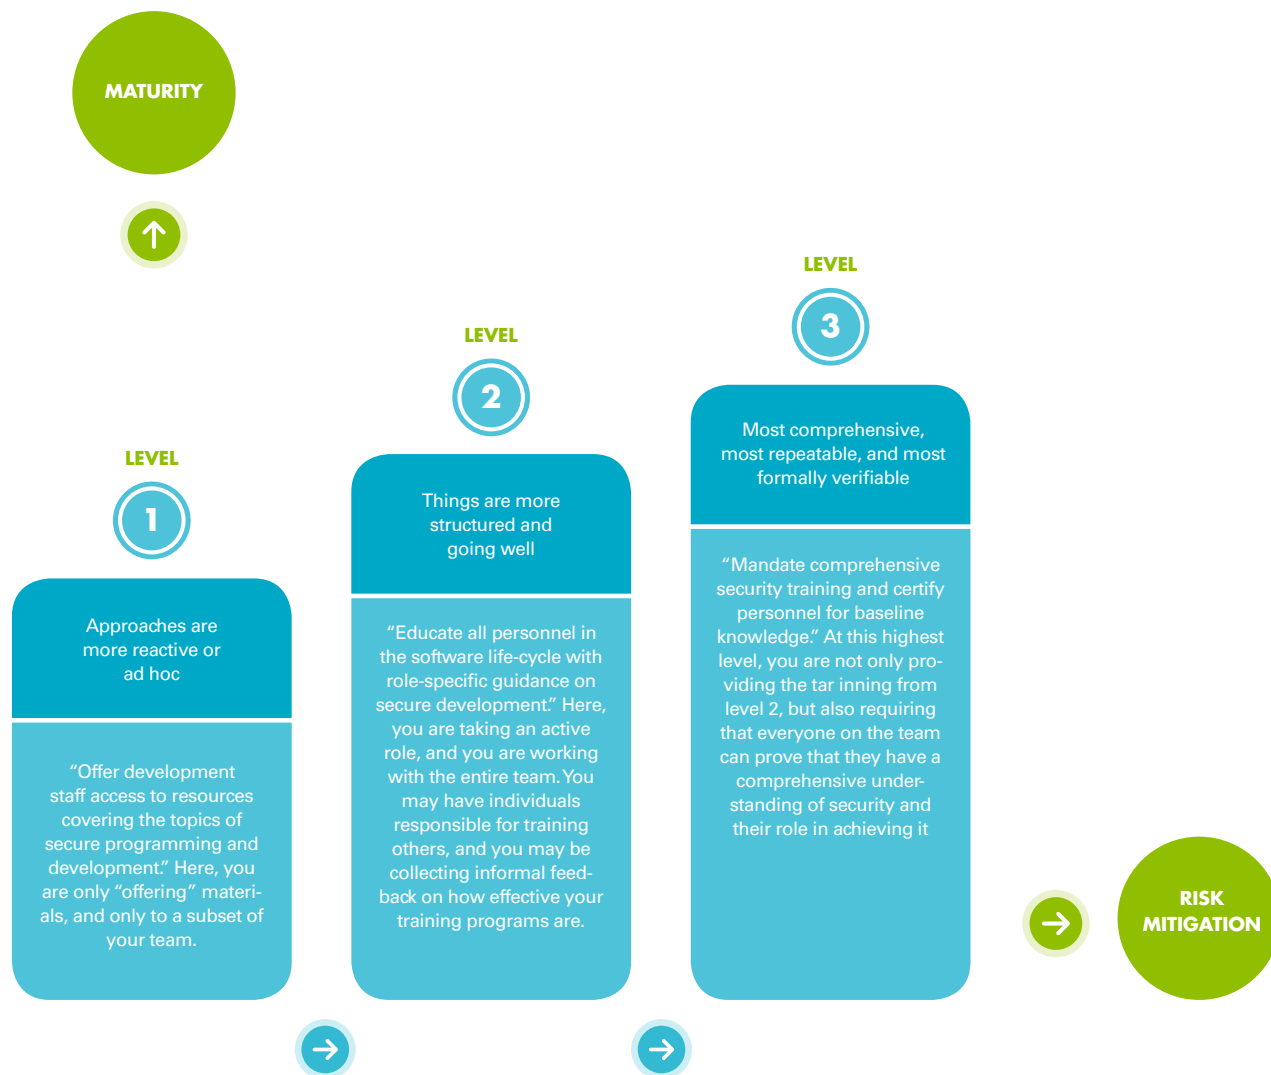 MATURITY
LEVEL
1
Approaches are
more reactive or
ad hoc
“Offer development
staff access to resources
covering the topics of
secure programming and
development.” Here, you
are only “offering” materi-
als, and only to a subset of
your team.
LEVEL
2
Things are more
structured and
going well
“Educate all personnel in
the software life-cycle with
role-specific guidance on
secure development.” Here,
you are taking an active
role, and you are working
with the entire team. You
may have individuals
responsible for training
others, and you may be
collecting informal feed-
back on how effective your
training programs are.
LEVEL
3
Most comprehensive,
most repeatable, and most
formally verifiable
“Mandate comprehensive
security training and certify
personnel for baseline
knowledge.” At this highest
level, you are not only pro-
viding the tar inning from
level 2, but also requiring
that everyone on the team
can prove that they have a
comprehensive under-
standing of security and
their role in achieving it
RISK
MITIGATION